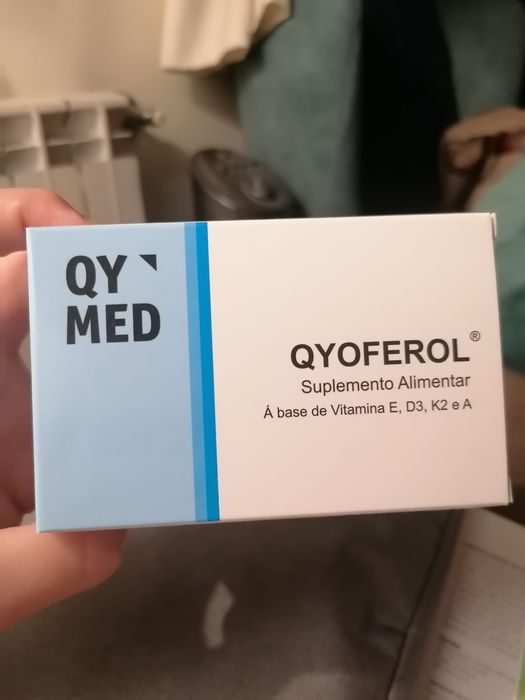 QY
MED
QYOFEROL®
Suplemento Alimentar
Á base de Vitamina E, D3, K2 e A